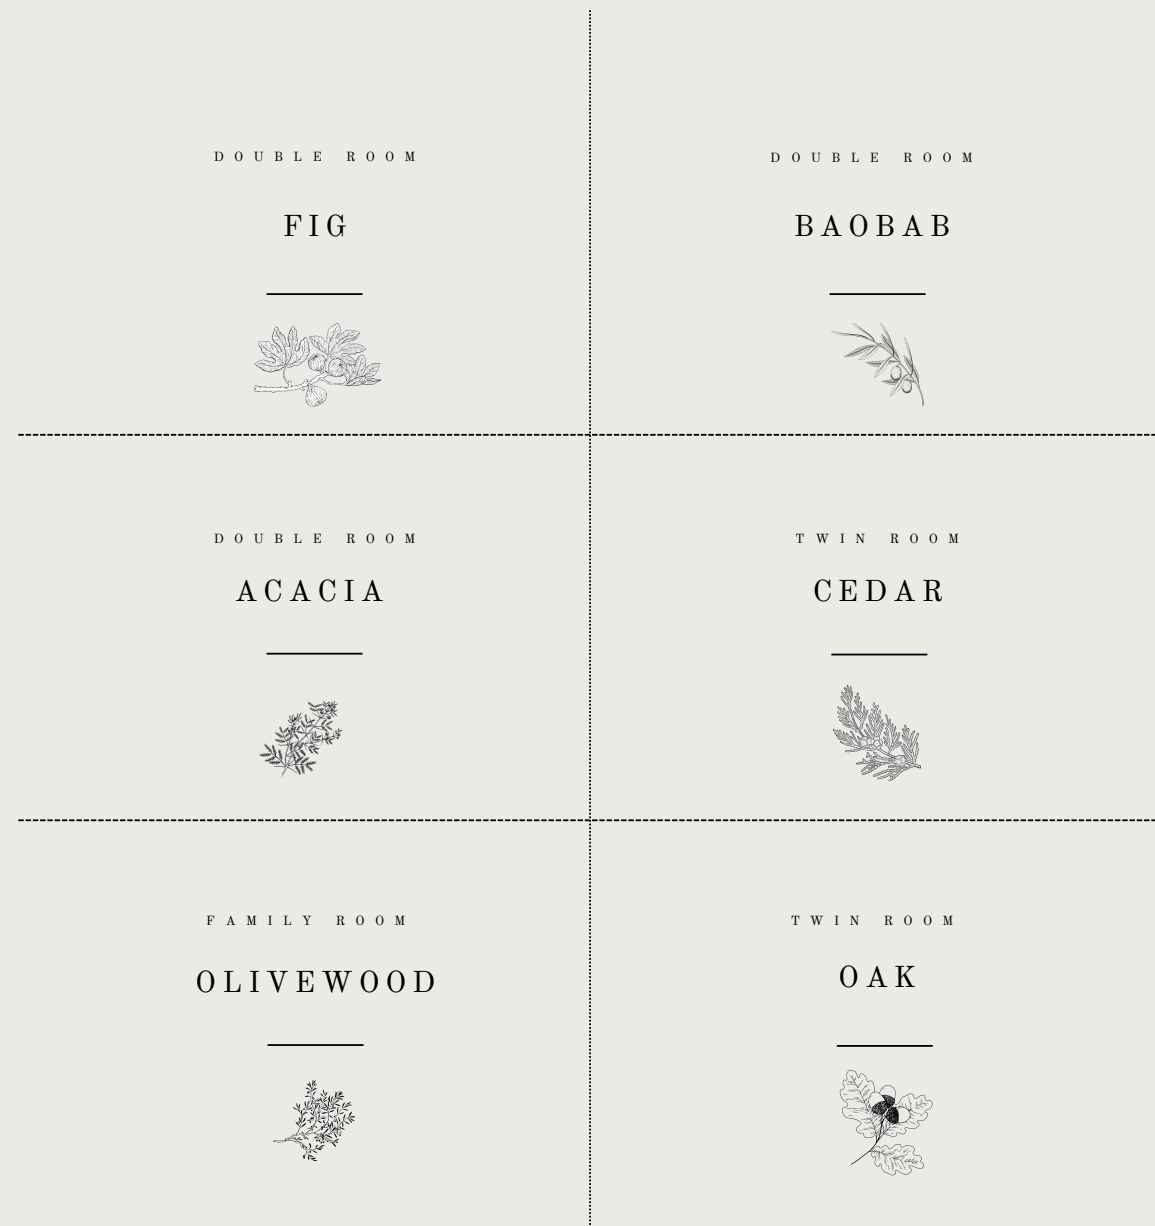 DOUBLE ROOM
FIG
DOUBLE ROOM
BAOBAB
DOUBLE ROOM
ACACIA
TWIN ROOM
CEDAR
FAMILY ROOM
OLIVEWOOD
TWIN ROOM
OAK